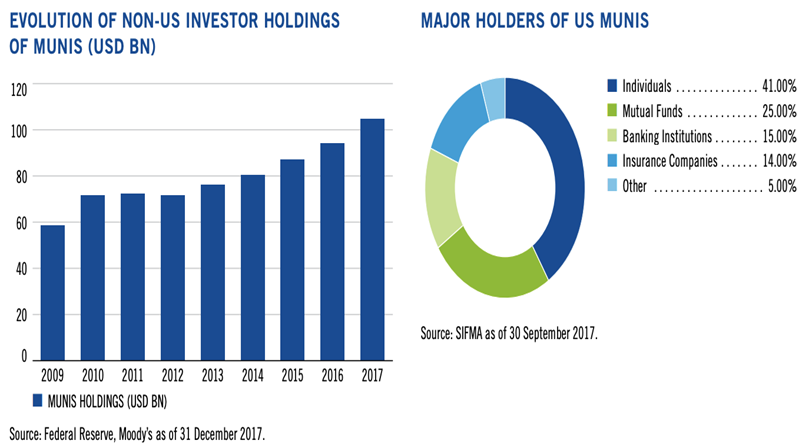 EVOLUTION OF NON-US INVESTOR HOLDINGS
OF MUNIS (USD BN)
120
100
80
60
40
20
0
2009 2010 2011 2012 2013 2014 2015 2016 2017
MUNIS HOLDINGS (USD BN)
Source: Federal Reserve, Moody's as of 31 December 2017.
MAJOR HOLDERS OF US MUNIS
Individuals . . . . . . . . . . . . . . . 41.00%
Mutual Funds . . . . . . . . . . . . . 25.00%
Banking Institutions . . . . . . . . 15.00%
Insurance Companies . . . . . . . 14.00%
Other . . . . . . . . . . . . . . . . . . . . 5.00%
Source: SIFMA as of 30 September 2017.